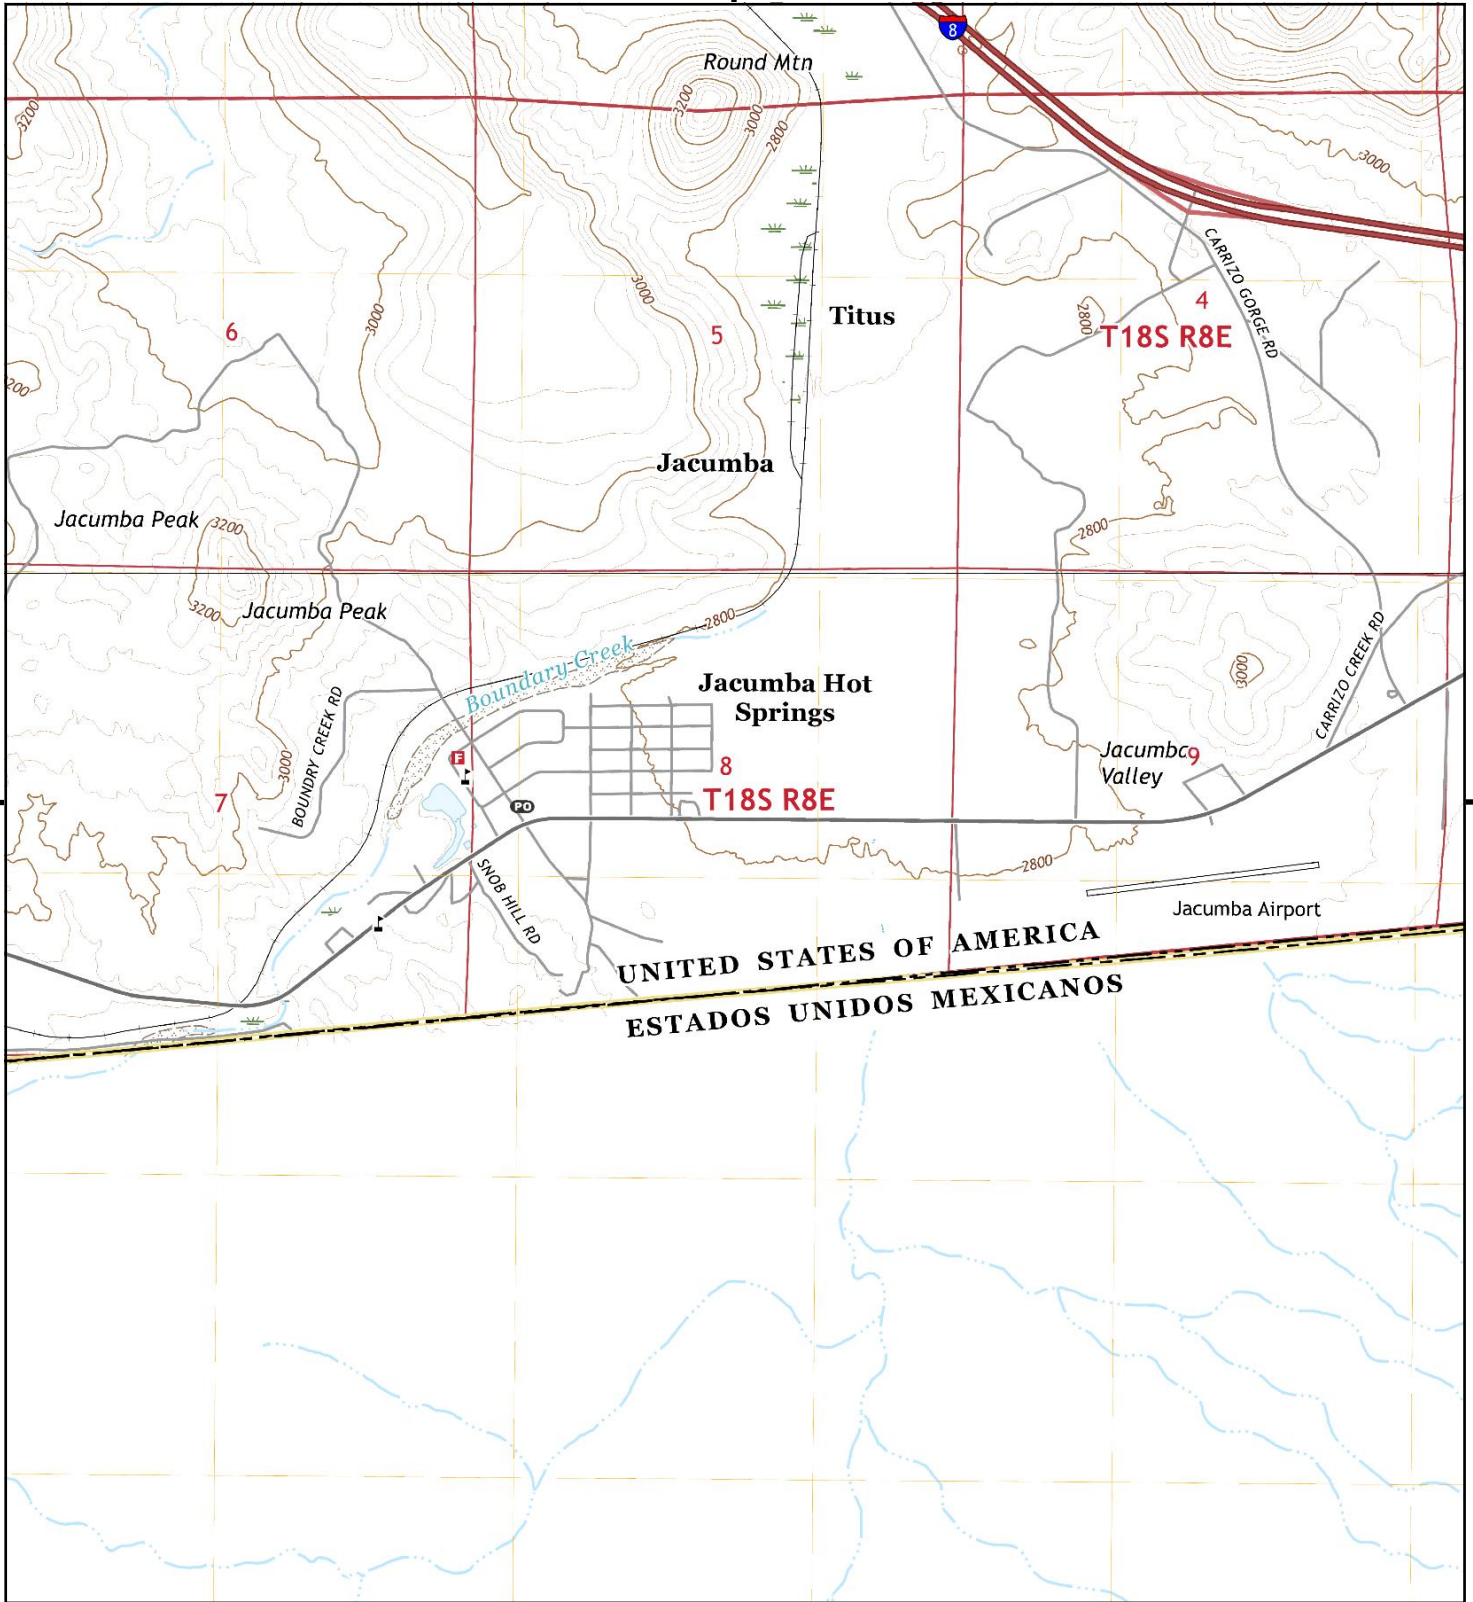 8
Round Mtn
3200
3200
3000
2800
3000
CARRIZO GORGE RD
3000
3000
6
5
Titus
2800
4
T18S R8E
200
Jacumba
Jacumba Peak
3200
2800
3200
Jacumba Peak
2800
Boundary Creek
3000
CARRIZO CREEK RD
Jacumba Hot
Springs
BOUNDRY CREEK RD
3000
8
Jacumba
9
Valley
7
F
PO
T18S R8E
2800
SNOB HILL RD
Jacumba Airport
UNITED STATES OF AMERICA
ESTADOS UNIDOS MEXICANOS